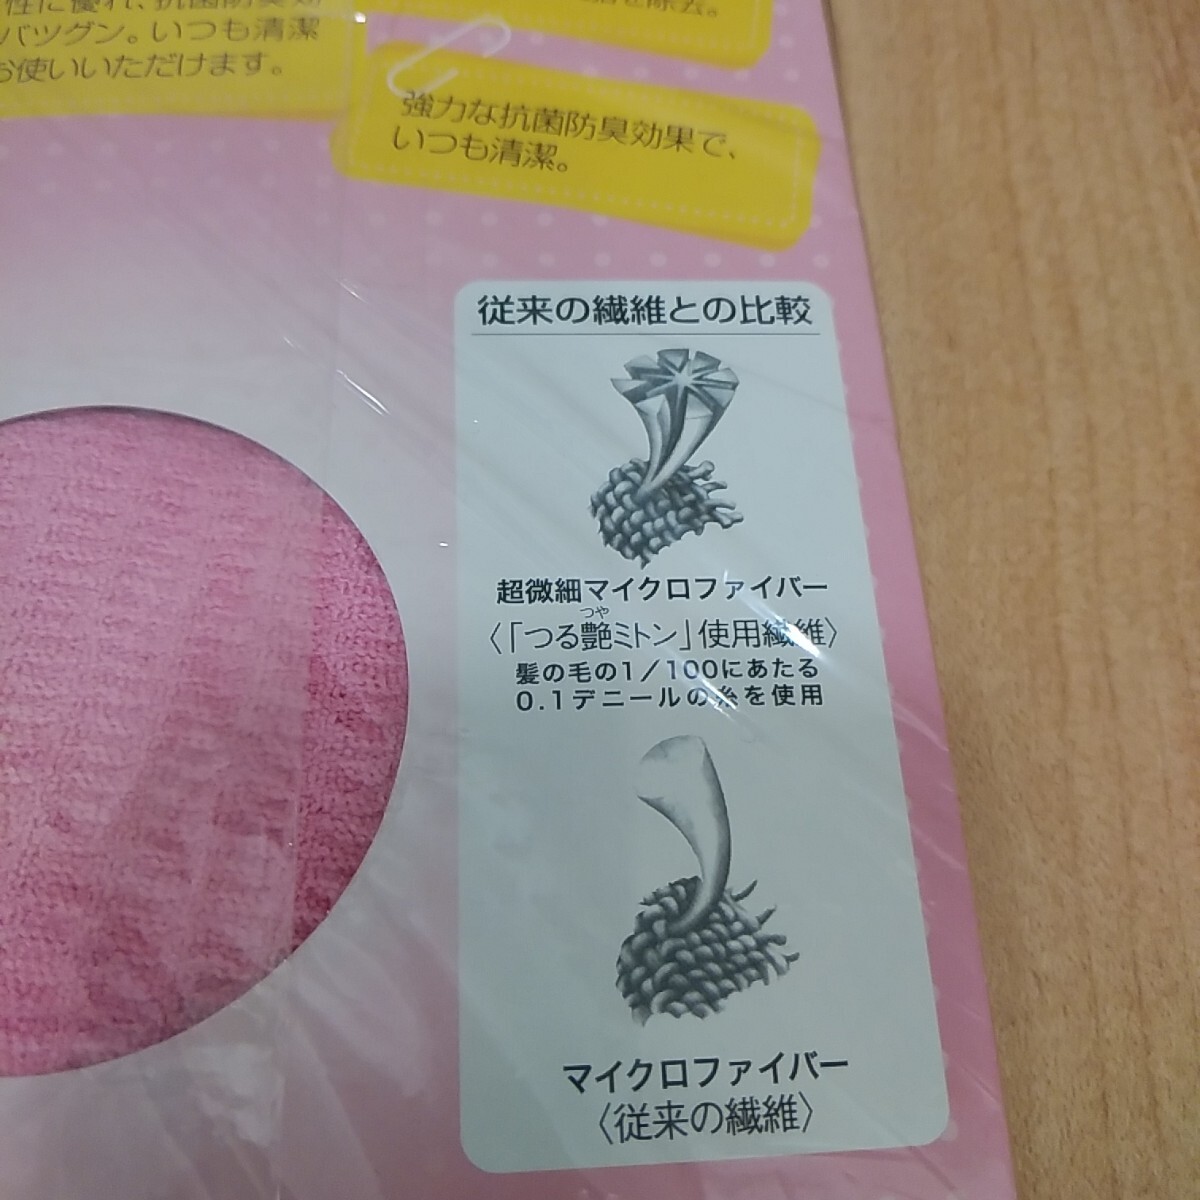 性に優れ、抗菌防臭効
バツグン。いつも清潔
お使いいただけます。
を除去。
強力な抗菌防臭効果で、
いつも清潔。
従来の繊維との比較
超微細マイクロファイバー
つや
〈「つる艶ミトン」使用繊維〉
髪の毛の1/100にあたる
0.1デニールの糸を使用
マイクロファイバー
〈従来の繊維〉